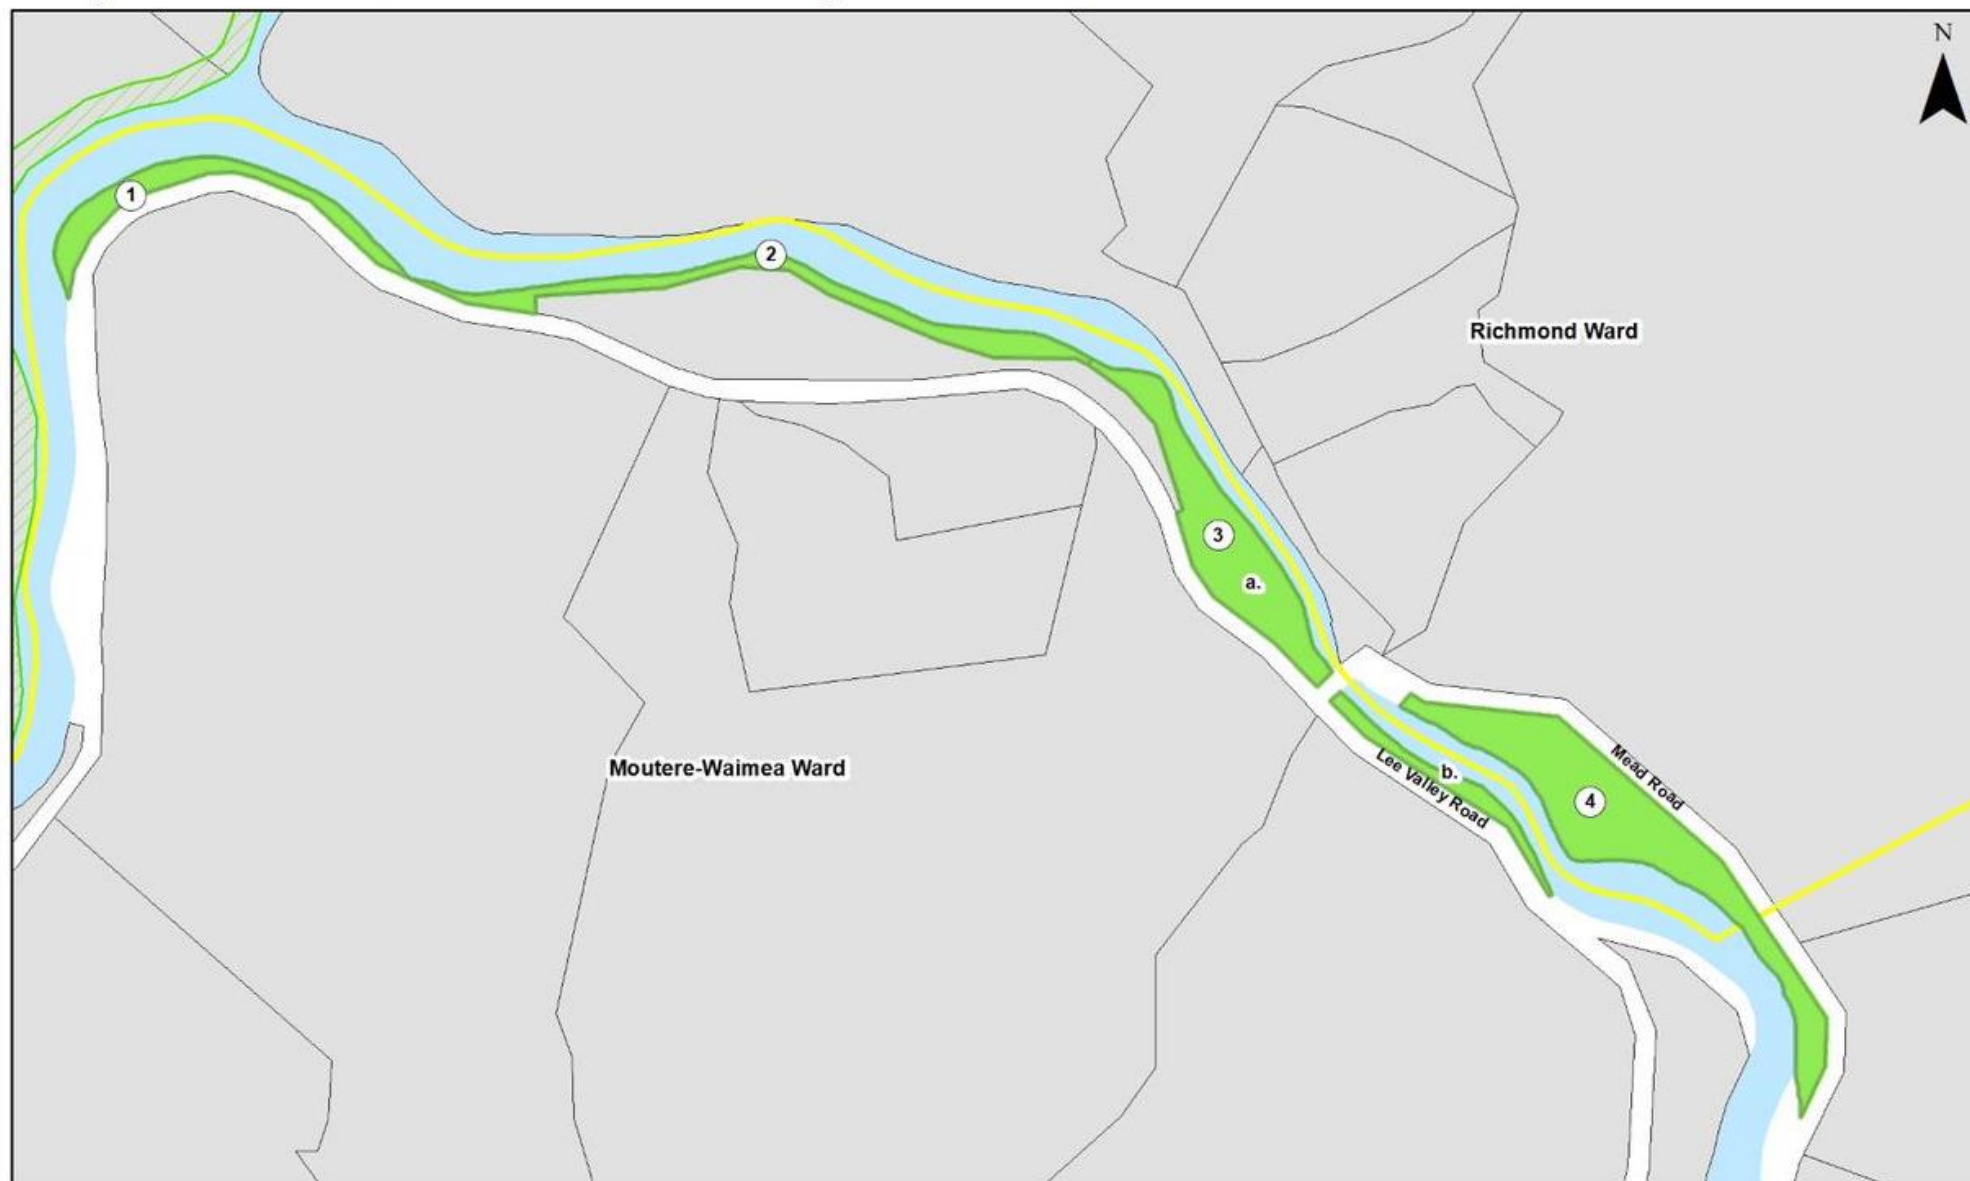 N
1
2
Richmond Ward
3
a.
Moutere-Waimea Ward
Mead Road
b.
Lee Valley Road
4